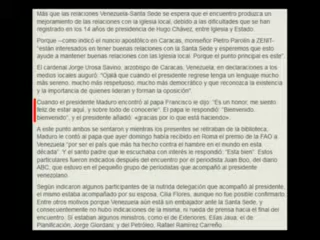 Más que las relaciones Venezuela-Santa Sede se espera que el encuentro produzca un
mejoramiento de las relaciones con la Iglesia local, debido a las dificultades que se han
registrado en los 14 años de presidencia de Hugo Chávez, entre Iglesia y Estado.
Porque –como indicó el nuncio apostólico en Caracas, monseñor Pietro Parolin a ZENIT-
"están interesados en tener buenas relaciones con la Santa Sede y esperemos que esto
ayude a mantener buenas relaciones con la Iglesia local. Porque el punto principal es este".
El cardenal Jorge Urosa Savino, arzobispo de Caracas, en declaraciones a los
medios locales auguró: "Ojalá que cuando el presidente regrese tenga un lenguaje mucho
más sereno, mucho más respetuoso, mucho más democrático y que reconozca la existencia
y la importancia de quienes lideran y forman la oposición".
Cuando el presidente Maduro encontró al papa Francisco le dijo: "Es un honor, me siento
feliz de estar aquí, y sobre todo de conocerle". El papa le respondió: "Bienvenido,
bienvenido", y el presidente añadió: «gracias por lo que está haciendo».
A este punto ambos se sentaron y mientras los presentes se retiraban de la biblioteca,
Maduro le contó al papa que ayer domingo había recibido en Roma el premio de la FAO a
Venezuela "por ser el país que más ha hecho contra el hambre en el mundo en esta
década". Y el santo padre que le escuchaba con interés le respondió: "Está bien". Estos
particulares fueron indicados después del encuentro por el periodista Juan Boo, del diario
ABC, que estuvo en el pequeño grupo de periodistas que acompañó al presidente
venezolano.
Según indicaron algunos participantes de la nutrida delegación que acompañó al presidente,
el mismo estaba acompañado por su esposa, Cilia Flores, aunque no fue posible confirmarlo.
Entre otros motivos porque Venezuela aún está sin embajador ante la Santa Sede, y
consecuentemente no hubo indicaciones de la misma, ni rueda de prensa hacia el final del
encuentro. Sí estaban algunos ministros, como el de Exteriores, Elías Jaua; el de
Planificación, Jorge Giordani; y del Petróleo, Rafael Ramírez Carreño.